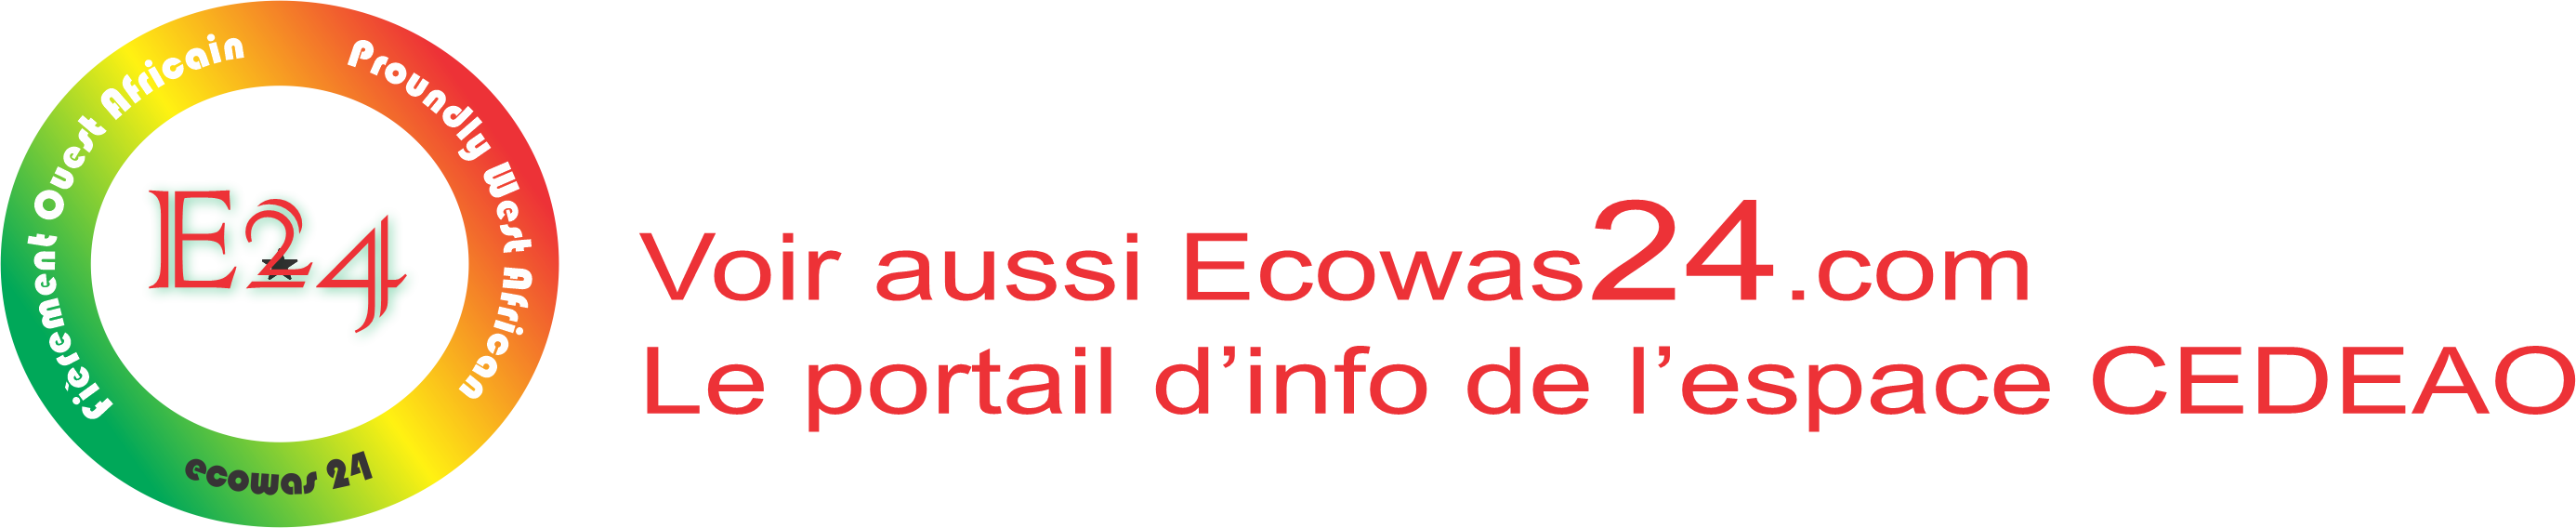 Fièrement Ouest Africain
Proundly West African
E24
ecowas 24
Voir aussi Ecowas24.com
Le portail d’info de l’espace CEDEAO